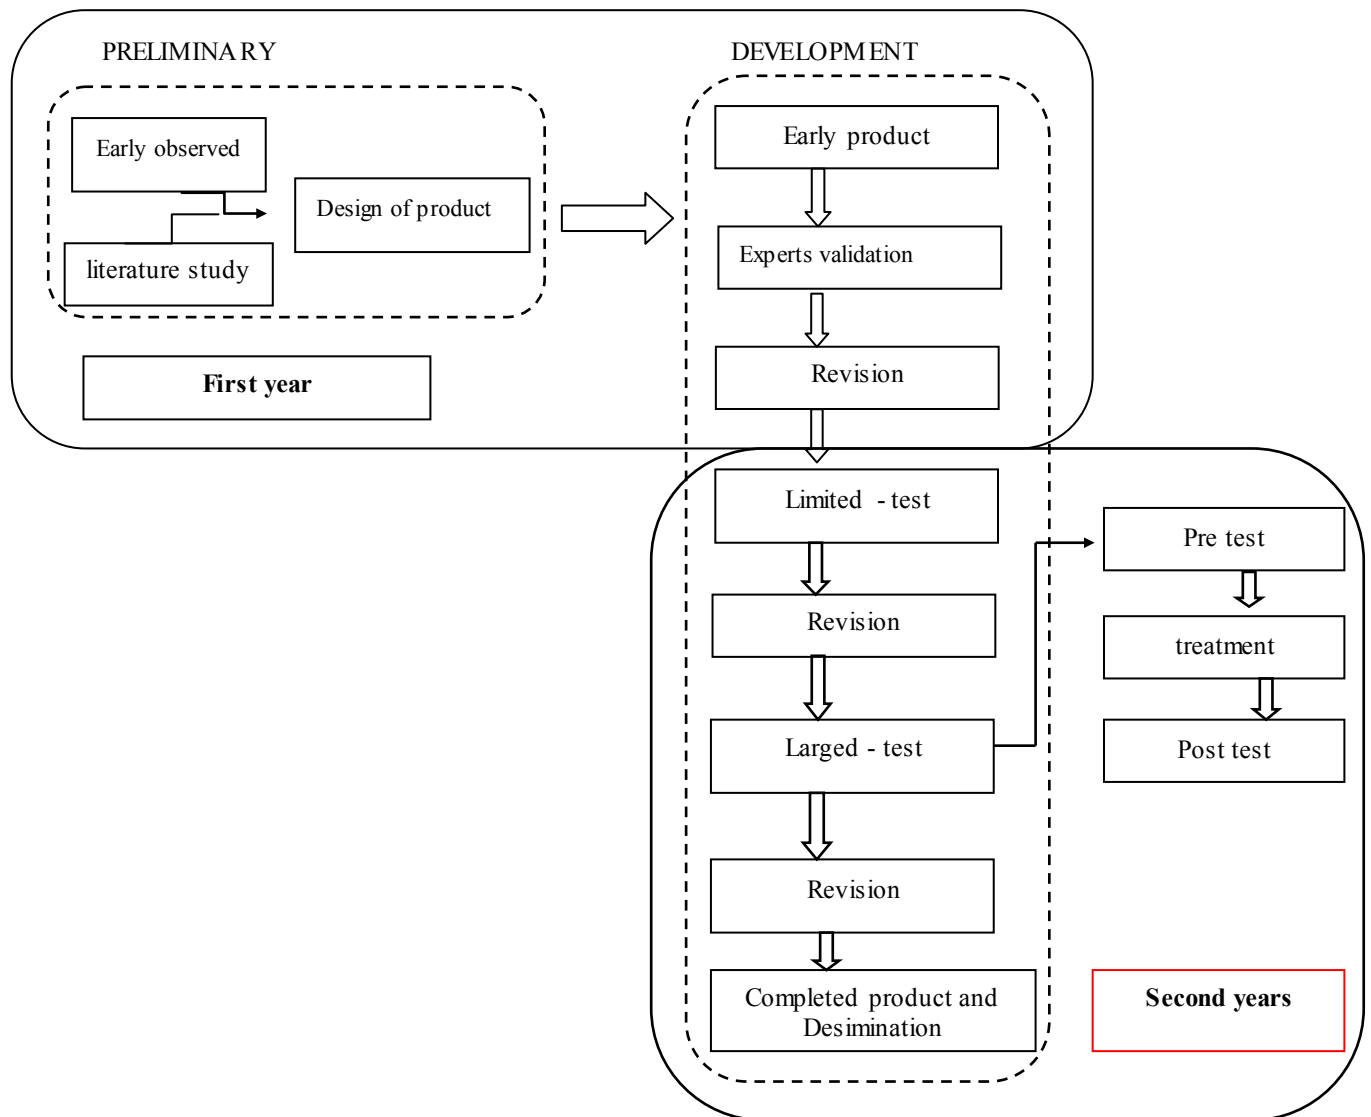 PRELIMINARY
DEVELOPMENT
Early observed
literature study
Design of product
First year
Early product
Experts validation
Revision
Limited - test
Revision
Larged - test
Revision
Completed product and
Desimination
Pre test
treatment
Post test
Second years